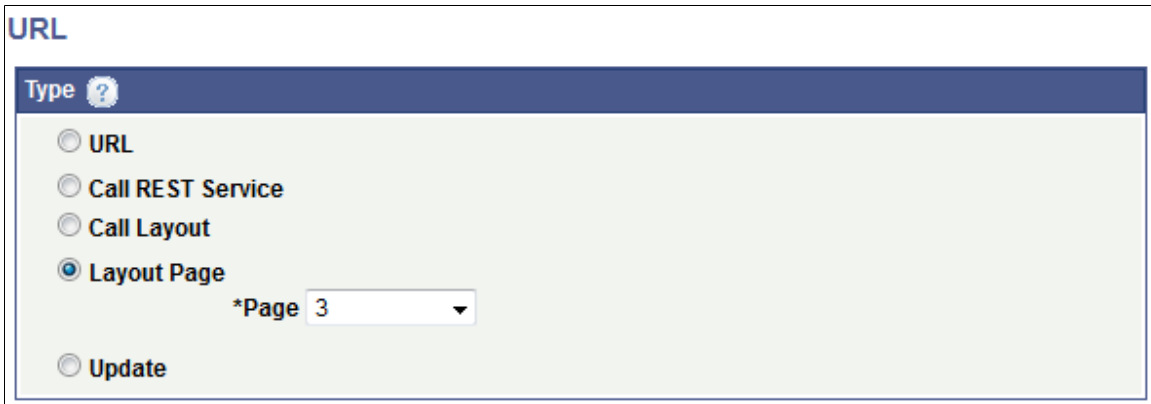 URL
Type ?
URL
Call REST Service
Call Layout
Layout Page
*Page 3
Update